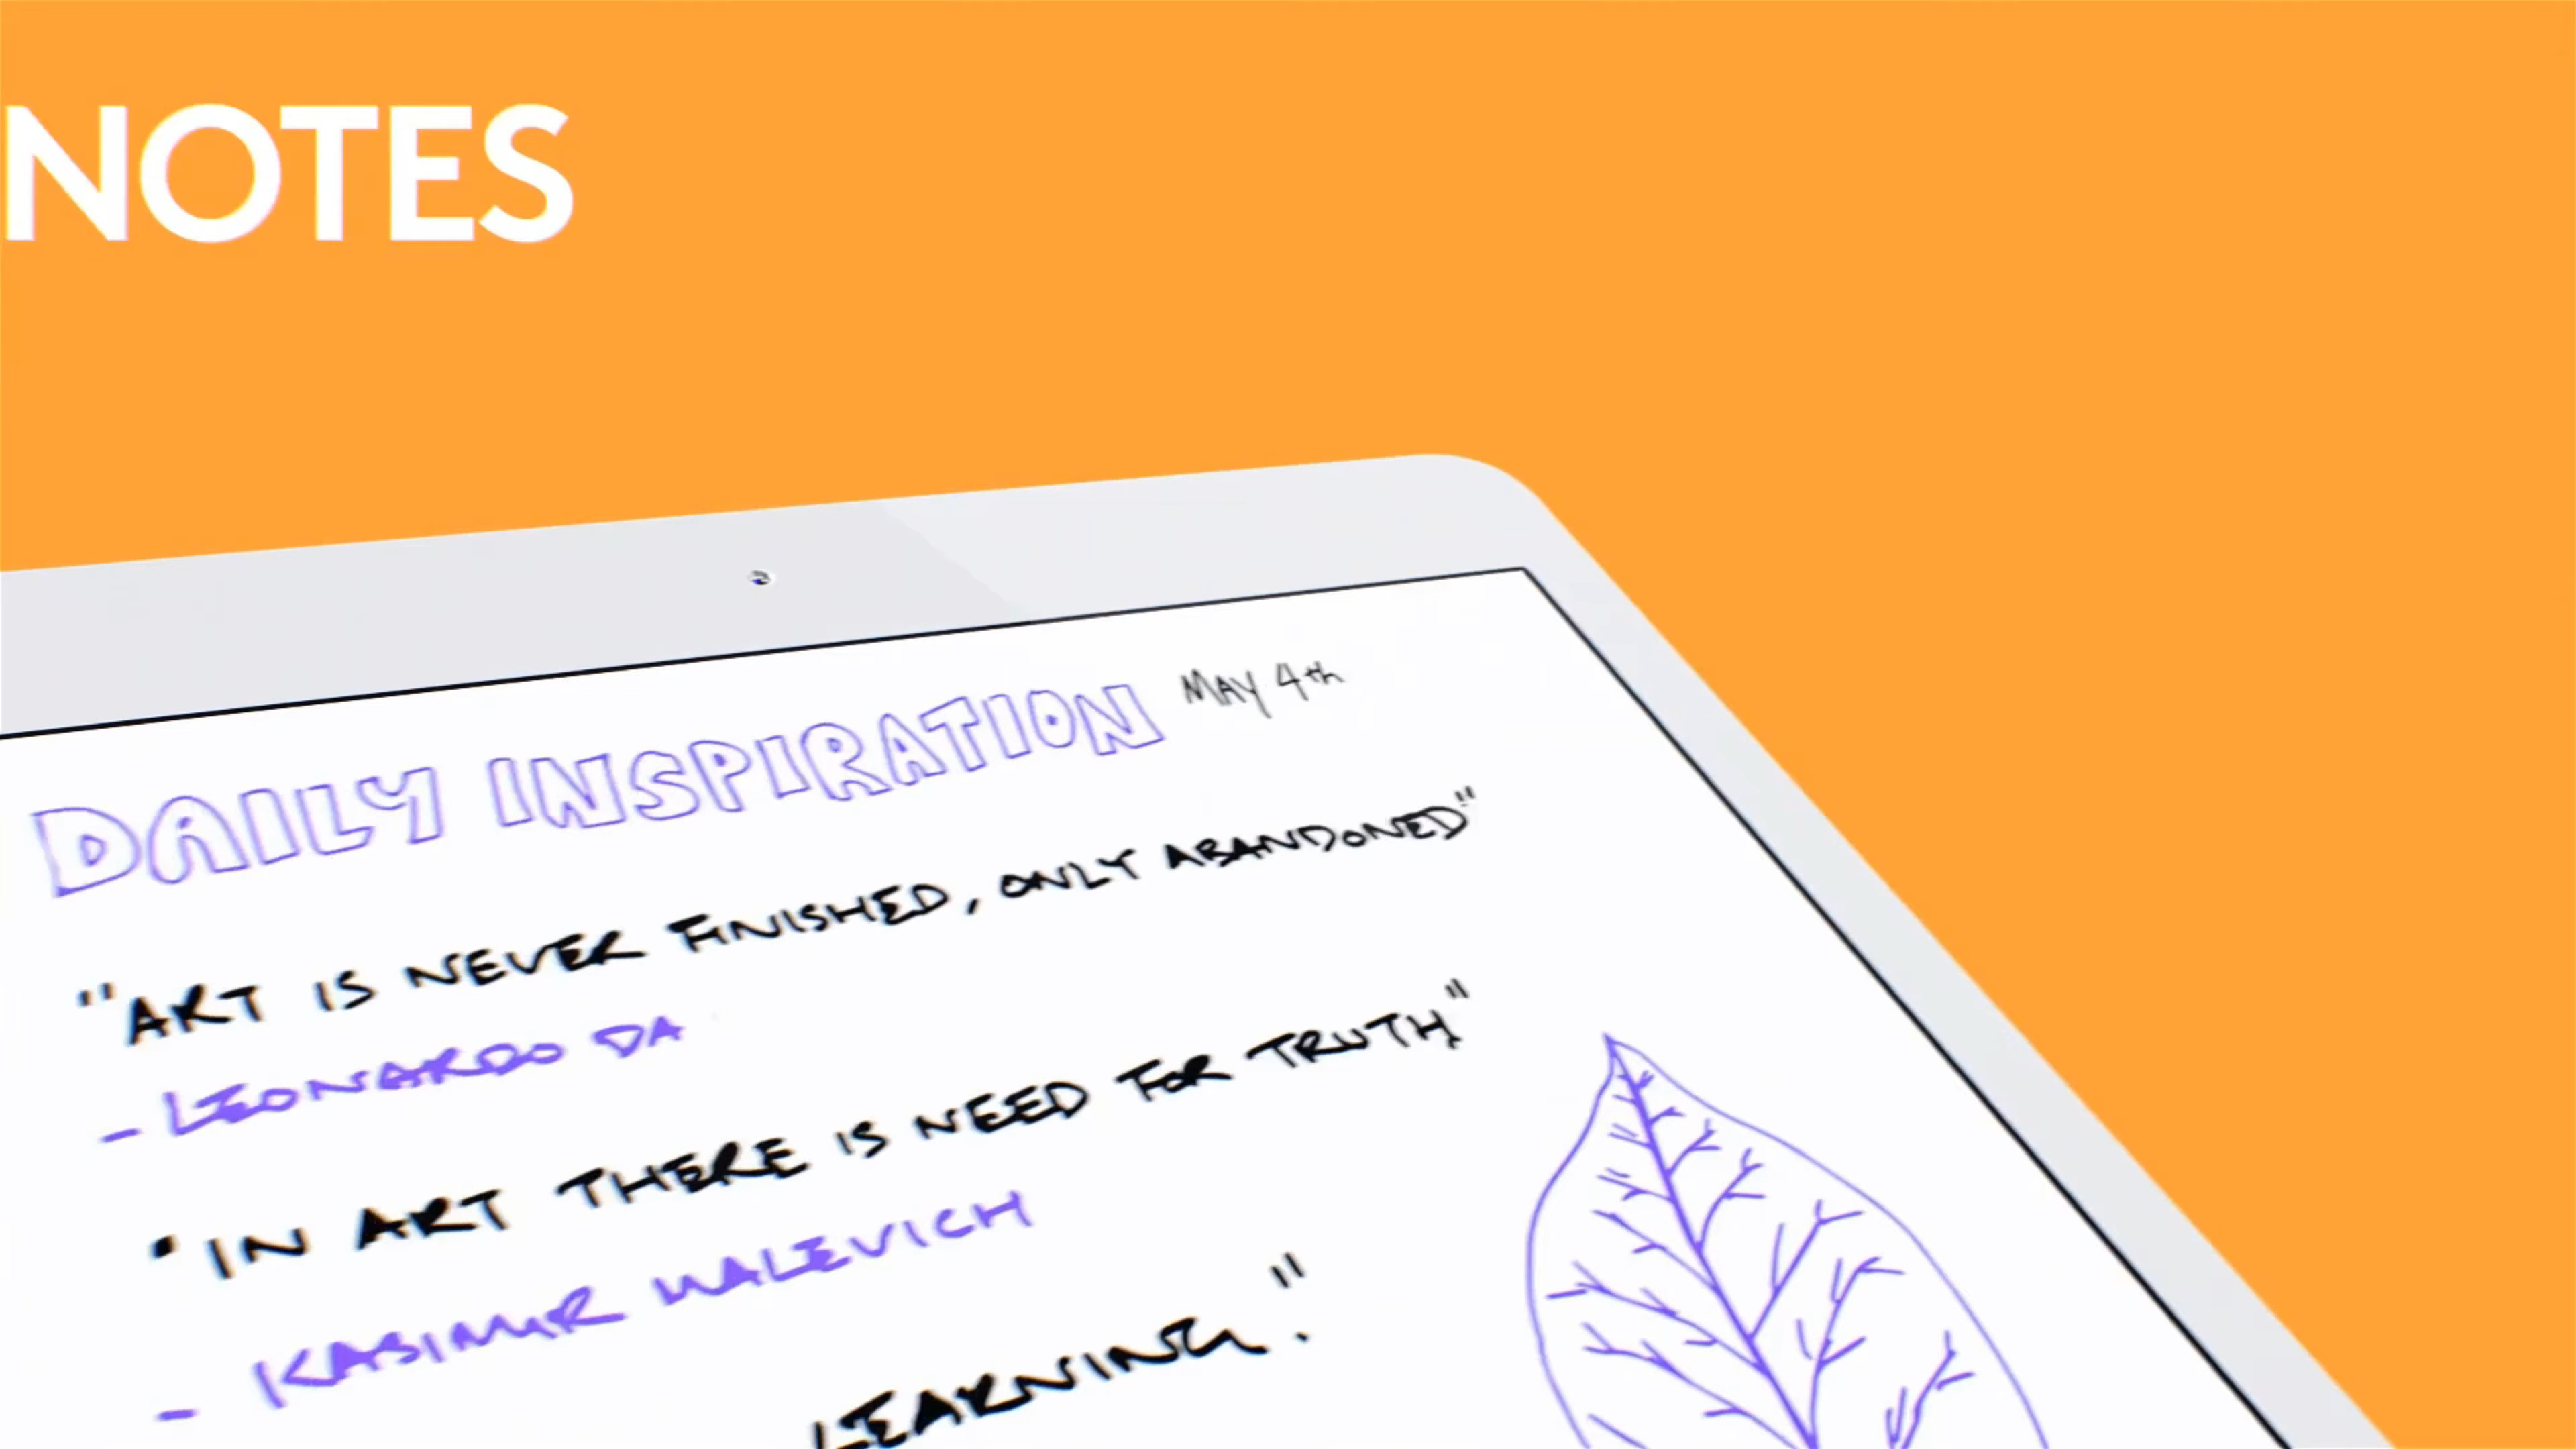 NOTES
DAILY INSPIRATION MAY 4th
"ART IS NEVER FINISHED, ONLY ABANDONED"
- LEONARDO DA
"IN ART THERE IS NEED FOR TRUTH"
- KASIMIR MALEVICH
LEARNING."